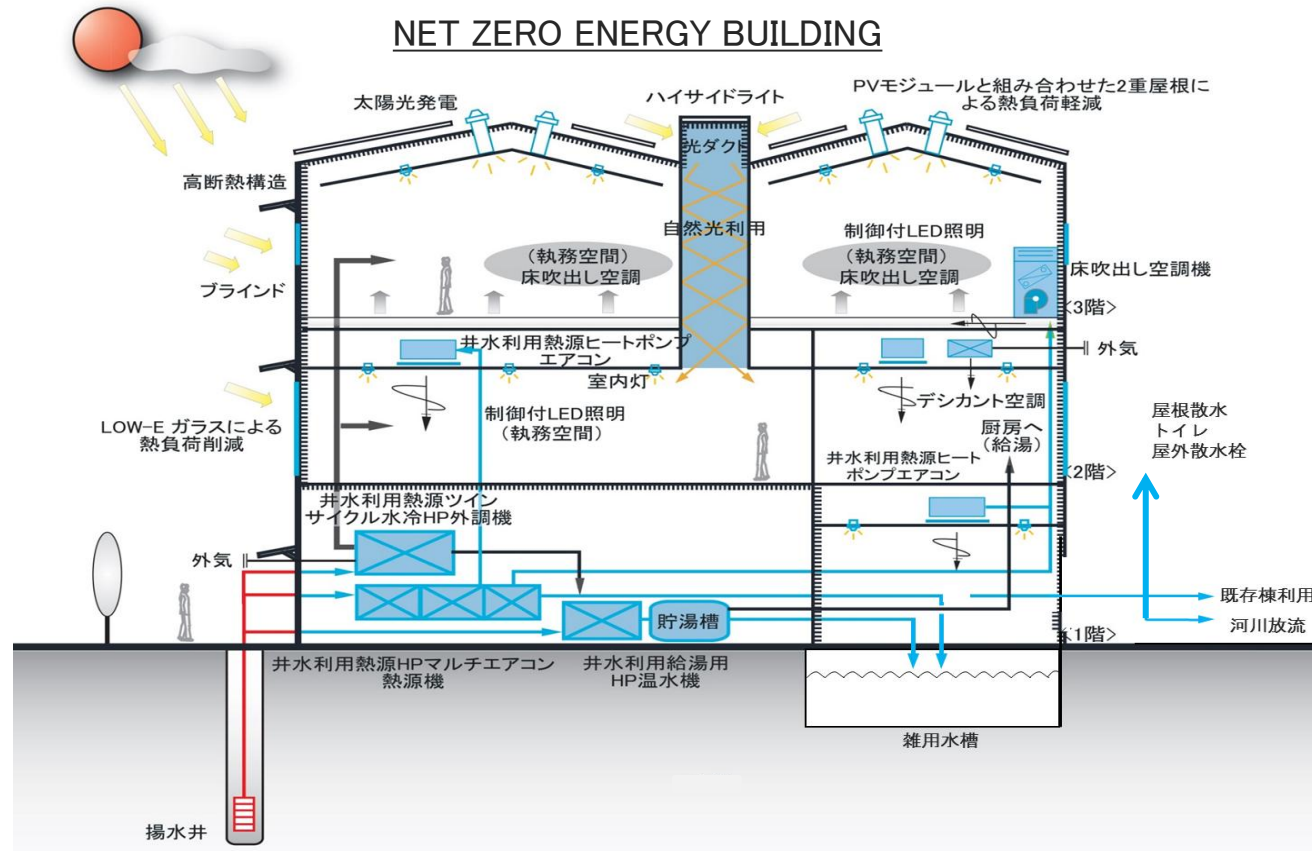 NET ZERO ENERGY BUILDING
太陽光発電
ハイサイドライト
PVモジュールと組み合わせた2重屋根に
よる熱負荷軽減
光ダクト
高断熱構造
自然光利用
制御付LED照明
(執務空間)
床吹出し空調
(執務空間)
床吹出し空調
床吹出し空調機
ブラインド
<3階>
井水利用熱源ヒートポンプ
エアコン
外気
室内灯
デシカント空調
制御付LED照明
(執務空間)
LOW-E ガラスによる
熱負荷削減
厨房へ
(給湯)
屋根散水
トイレ
屋外散水栓
井水利用熱源ヒート
ポンプエアコン
<2階>
井水利用熱源ツイン
サイクル水冷HP外調機
外気
既存棟利用
貯湯槽
河川放流
<1階>
井水利用熱源HPマルチエアコン
熱源機
井水利用給湯用
HP温水機
雑用水槽
揚水井